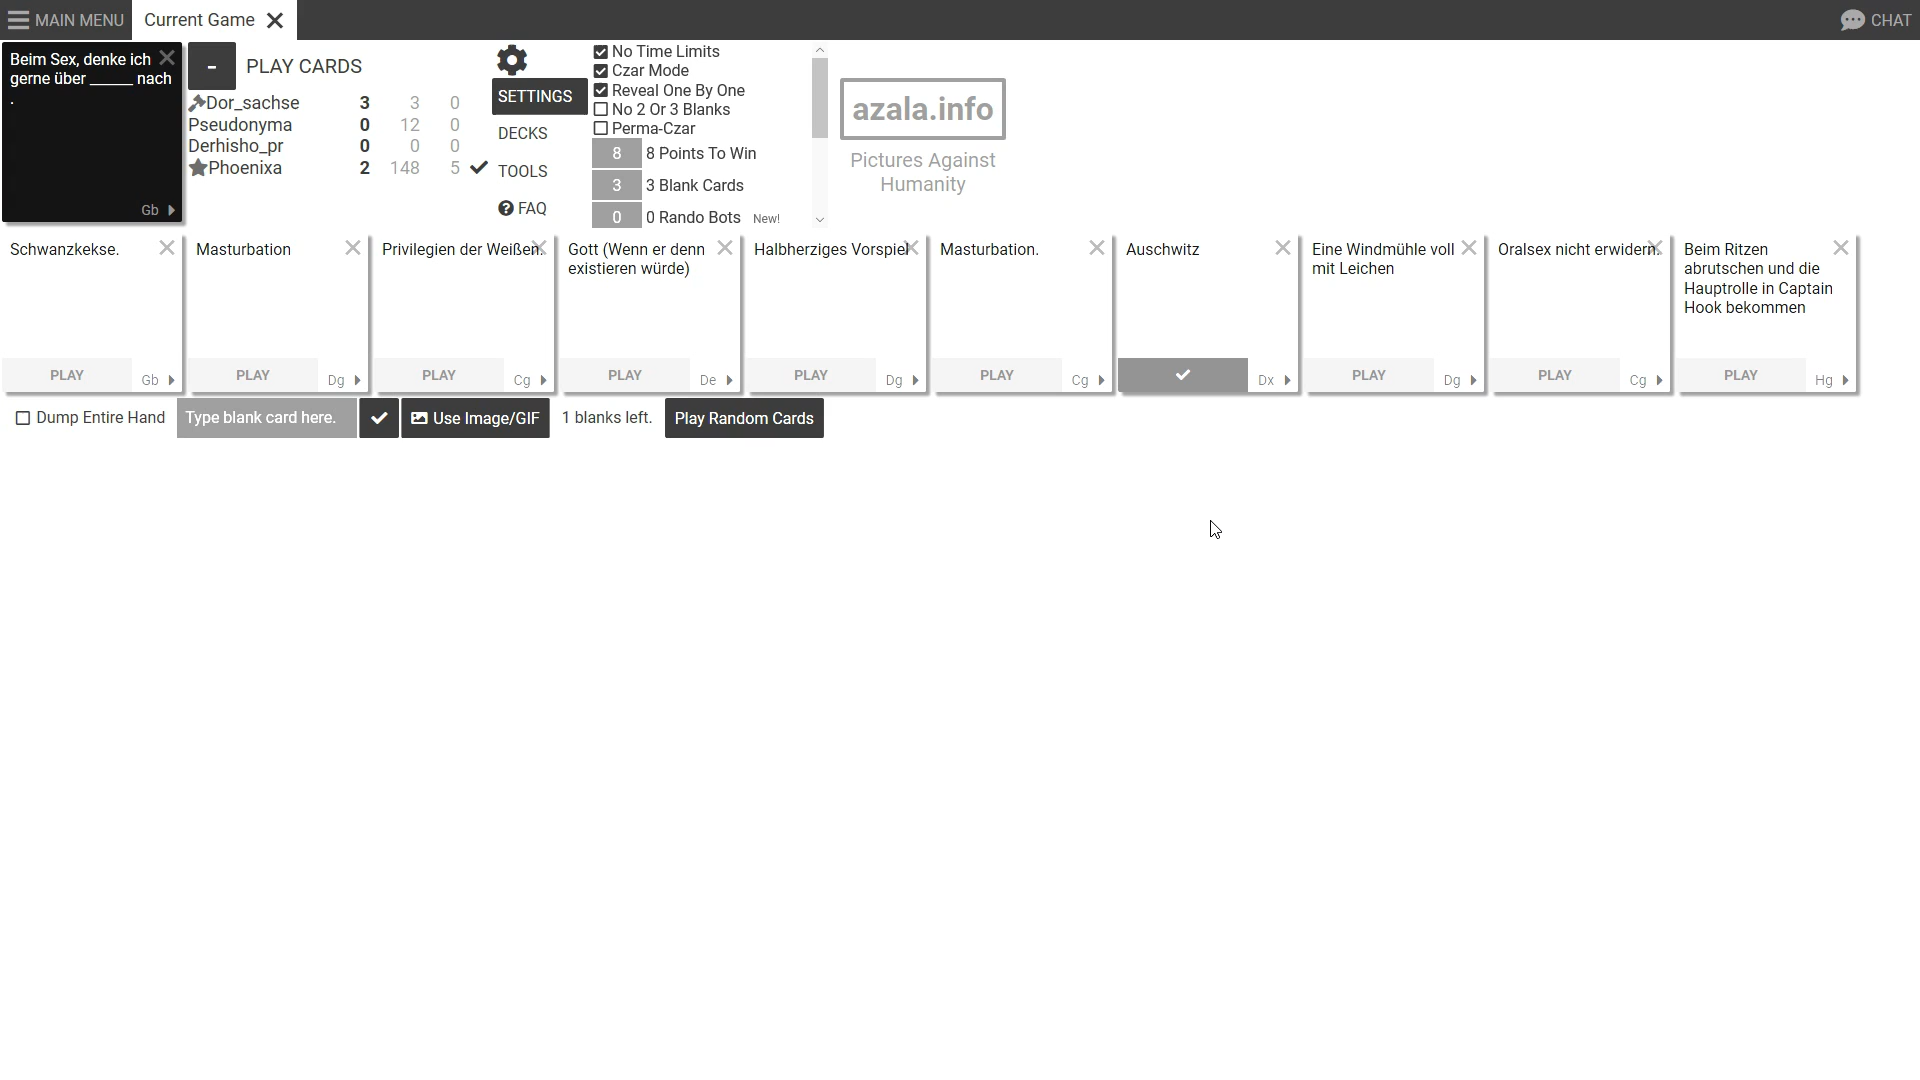 MAIN MENU
Current Game
CHAT
Beim Sex, denke ich
gerne über _____ nach
.
Gb
-
PLAY CARDS
Dor_sachse 3 3 0
Pseudonyma 0 12 0
Derhisho_pr 0 0 0
Phoenixa 2 148 5
SETTINGS
DECKS
TOOLS
FAQ
No Time Limits
Czar Mode
Reveal One By One
No 2 Or 3 Blanks
Perma-Czar
8 8 Points To Win
3 3 Blank Cards
0 0 Rando Bots New!
azala.info
Pictures Against
Humanity
Schwanzkekse.
PLAY Gb
Masturbation
PLAY Dg
Privilegien der Weißen.
PLAY Cg
Gott (Wenn er denn
existieren würde)
PLAY De
Halbherziges Vorspiel
PLAY Dg
Masturbation.
PLAY Cg
Auschwitz
Dx
Eine Windmühle voll
mit Leichen
PLAY Dg
Oralsex nicht erwidern.
PLAY Cg
Beim Ritzen
abrutschen und die
Hauptrolle in Captain
Hook bekommen
PLAY Hg
Dump Entire Hand
Type blank card here.
Use Image/GIF
1 blanks left.
Play Random Cards